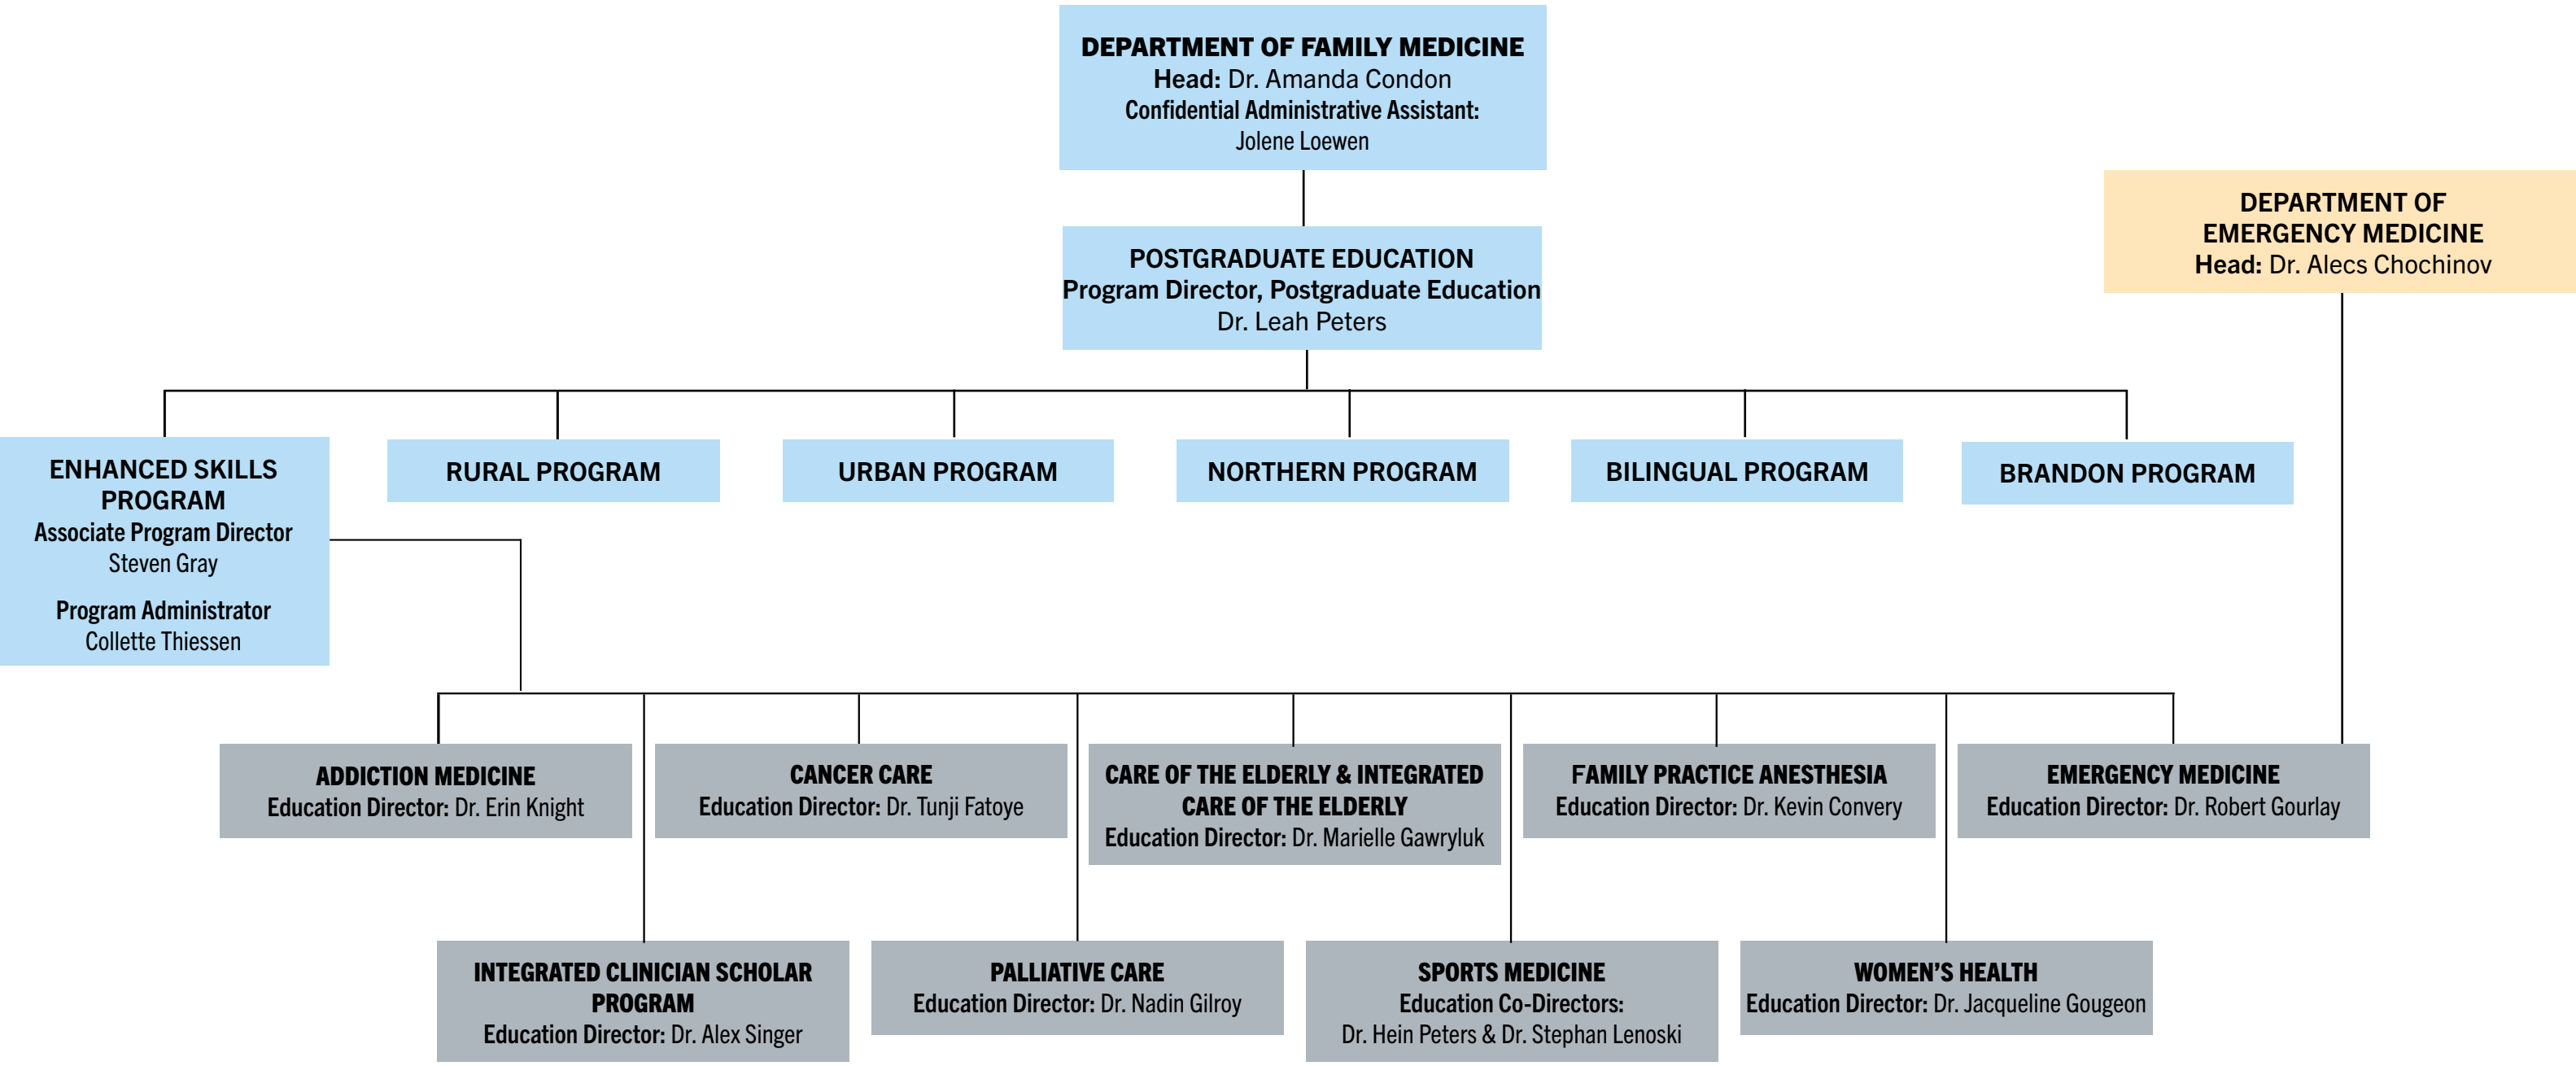 DEPARTMENT OF FAMILY MEDICINE
Head: Dr. Amanda Condon
Confidential Administrative Assistant:
Jolene Loewen
DEPARTMENT OF
EMERGENCY MEDICINE
Head: Dr. Alecs Chochinov
POSTGRADUATE EDUCATION
Program Director, Postgraduate Education
Dr. Leah Peters
ENHANCED SKILLS
PROGRAM
Associate Program Director
Steven Gray
Program Administrator
Collette Thiessen
RURAL PROGRAM
URBAN PROGRAM
NORTHERN PROGRAM
BILINGUAL PROGRAM
BRANDON PROGRAM
ADDICTION MEDICINE
Education Director: Dr. Erin Knight
CANCER CARE
Education Director: Dr. Tunji Fatoye
CARE OF THE ELDERLY & INTEGRATED
CARE OF THE ELDERLY
Education Director: Dr. Marielle Gawryluk
FAMILY PRACTICE ANESTHESIA
Education Director: Dr. Kevin Convery
EMERGENCY MEDICINE
Education Director: Dr. Robert Gourlay
INTEGRATED CLINICIAN SCHOLAR
PROGRAM
Education Director: Dr. Alex Singer
PALLIATIVE CARE
Education Director: Dr. Nadin Gilroy
SPORTS MEDICINE
Education Co-Directors:
Dr. Hein Peters & Dr. Stephan Lenoski
WOMEN’S HEALTH
Education Director: Dr. Jacqueline Gougeon